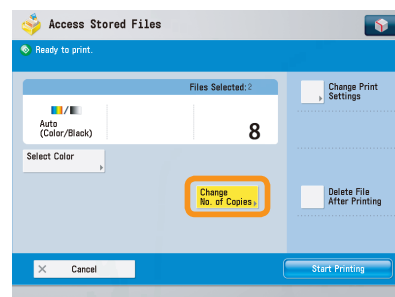 Access Stored Files
Ready to print.
Files Selected:2
Auto
(Color/Black)
8
Select Color
Change
No. of Copies
Change Print
Settings
Delete File
After Printing
Cancel
Start Printing